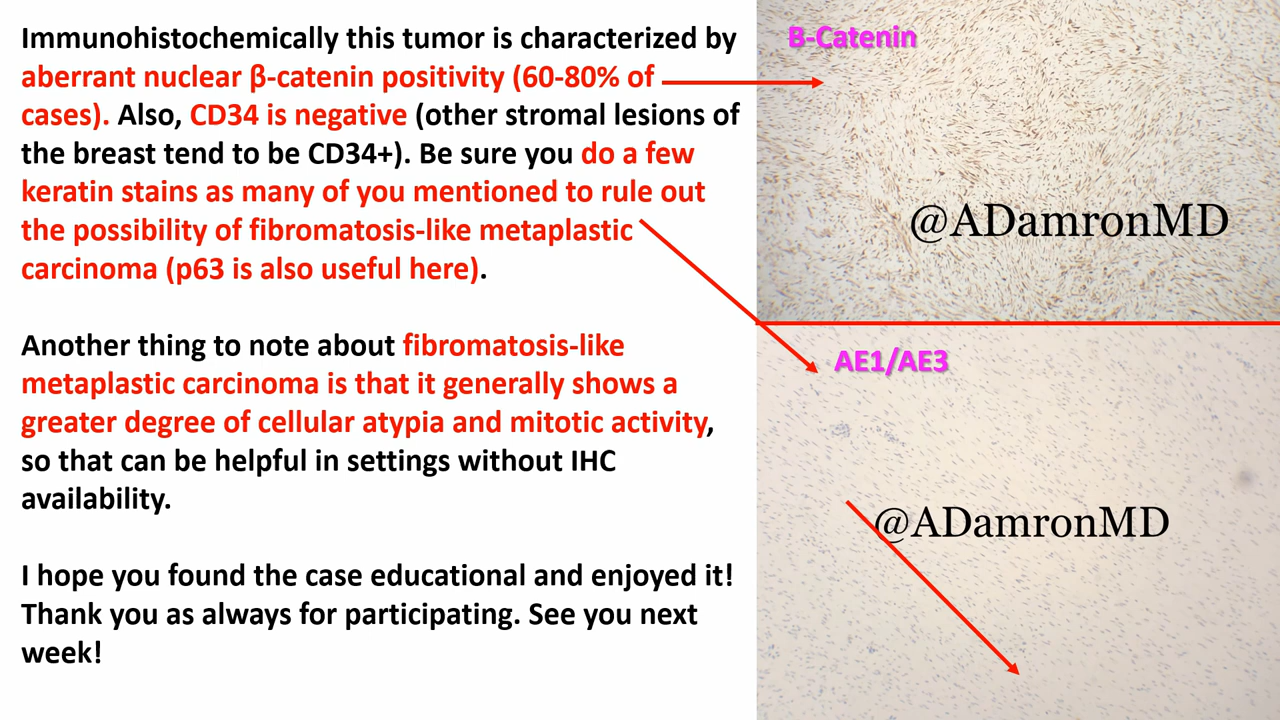 Immunohistochemically this tumor is characterized by
aberrant nuclear β-catenin positivity (60-80% of
cases). Also, CD34 is negative (other stromal lesions of
the breast tend to be CD34+). Be sure you do a few
keratin stains as many of you mentioned to rule out
the possibility of fibromatosis-like metaplastic
carcinoma (p63 is also useful here).
Another thing to note about fibromatosis-like
metaplastic carcinoma is that it generally shows a
greater degree of cellular atypia and mitotic activity,
so that can be helpful in settings without IHC
availability.
I hope you found the case educational and enjoyed it!
Thank you as always for participating. See you next
week!
B-Catenin
@ADamronMD
AE1/AE3
@ADamronMD